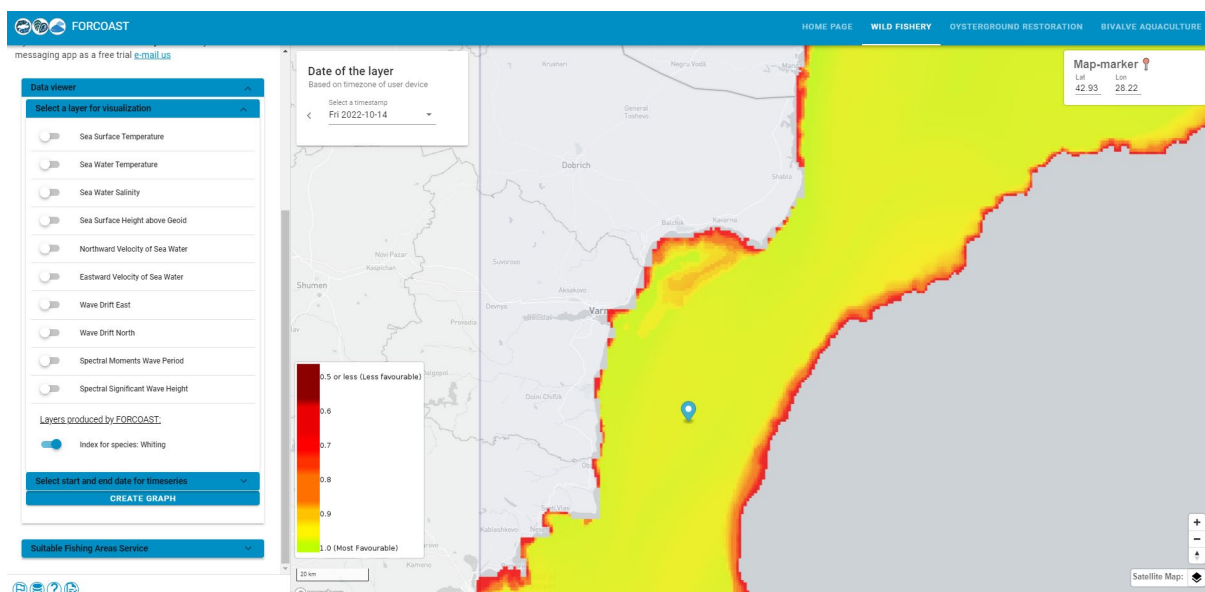 FORCOAST
HOME PAGE
WILD FISHERY
OYSTERGROUND RESTORATION
BIVALVE AQUACULTURE
messaging app as a free trial e-mail us
Data viewer
Select a layer for visualization
Sea Surface Temperature
Sea Water Temperature
Sea Water Salinity
Sea Surface Height above Geoid
Northward Velocity of Sea Water
Eastward Velocity of Sea Water
Wave Drift East
Wave Drift North
Spectral Moments Wave Period
Spectral Significant Wave Height
Layers produced by FORCOAST:
Index for species: Whiting
Select start and end date for timeseries
CREATE GRAPH
Suitable Fishing Areas Service
Date of the layer
Based on timezone of user device
Select a timestamp
Fri 2022-10-14
Map-marker
Lat Lon
42.93 28.22
Krusheri
Negru Vodă
General
Toshevo
Dobrich
Shabla
Balchik
Kavarna
Novi Pazar
Kaspichan
Suvorovo
Shumen
Aksakovo
Devnya
Provadia
Beloslav
Varn
Dolni Chiflik
Kableshkovo
Kameno
0.5 or less (Less favourable)
0.6
0.7
0.8
0.9
1.0 (Most Favourable)
20 km
Satellite Map: